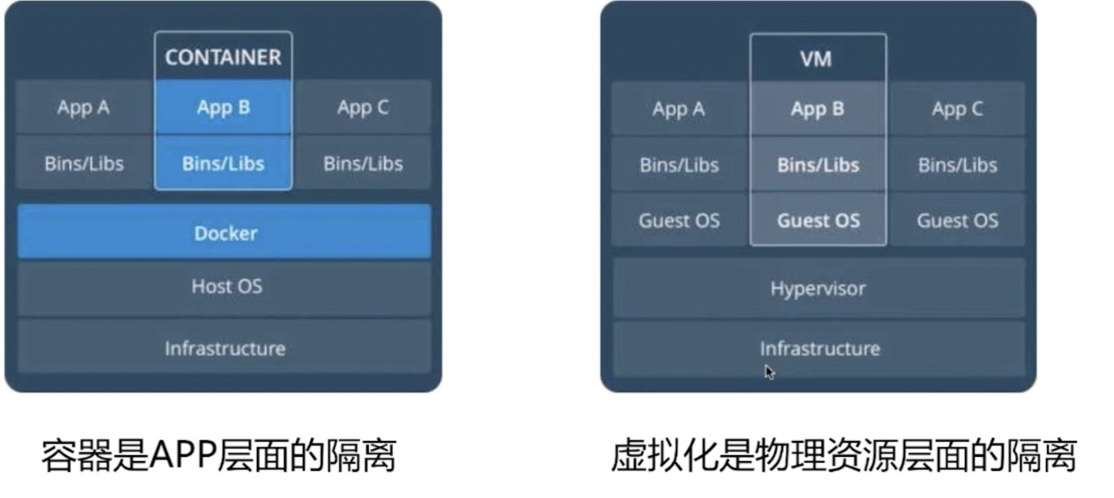 CONTAINER
App A App B App C
Bins/Libs Bins/Libs Bins/Libs
Docker
Host OS
Infrastructure
容器是APP层面的隔离
VM
App A App B App C
Bins/Libs Bins/Libs Bins/Libs
Guest OS Guest OS Guest OS
Hypervisor
Infrastructure
虚拟化是物理资源层面的隔离